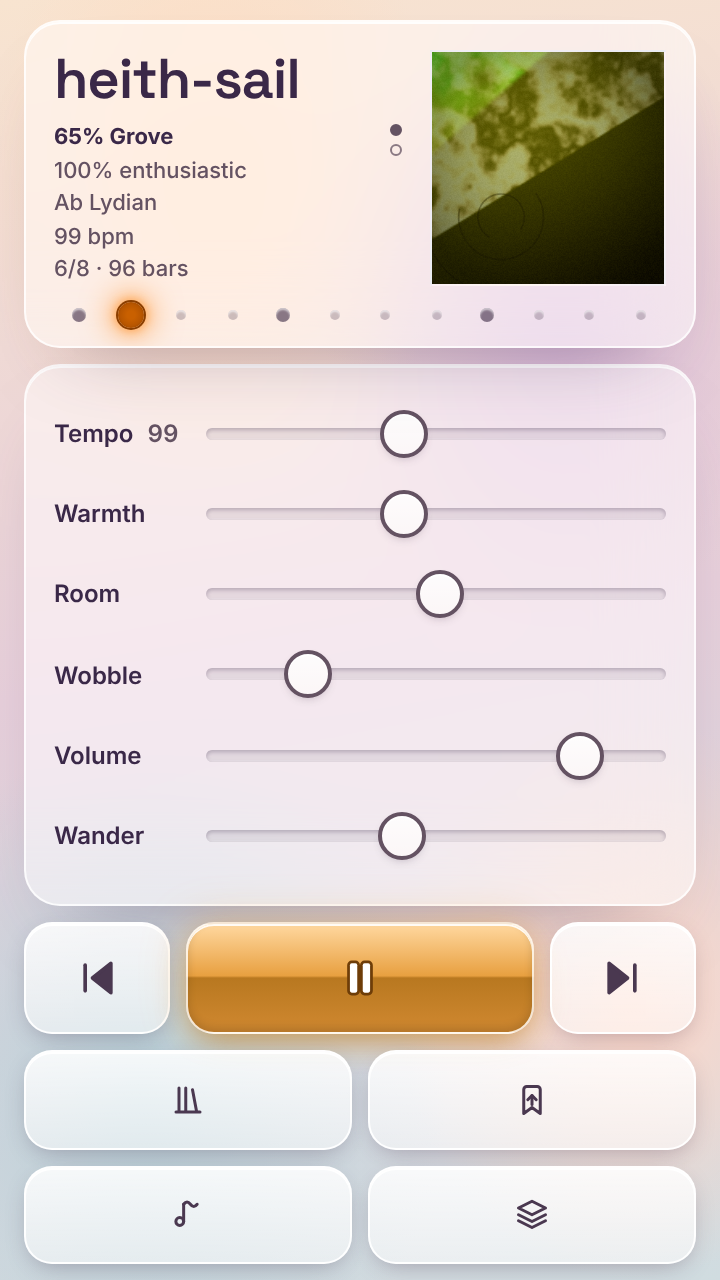 heith-sail
65% Grove
100% enthusiastic
Ab Lydian
99 bpm
6/8 · 96 bars
Tempo 99
Warmth
Room
Wobble
Volume
Wander